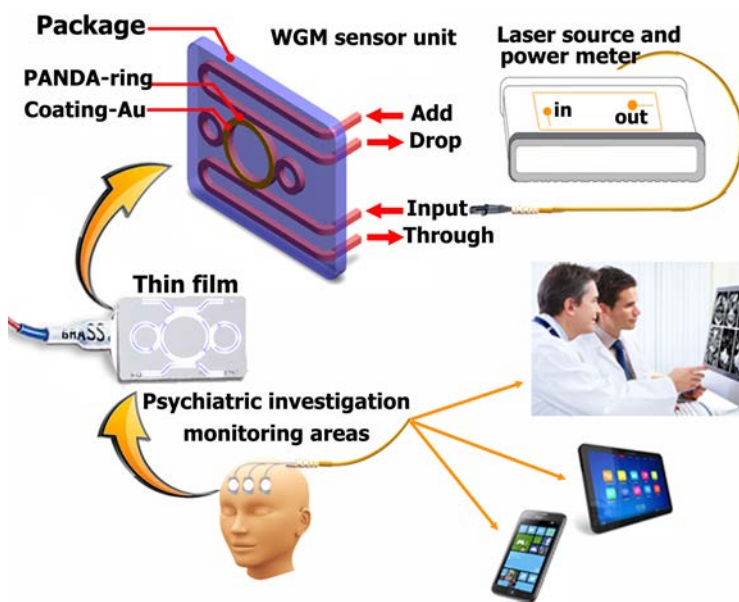 Package
WGM sensor unit
Laser source and
power meter
PANDA-ring
Coating-Au
in
out
Add
Drop
Input
Through
Thin film
Psychiatric investigation
monitoring areas